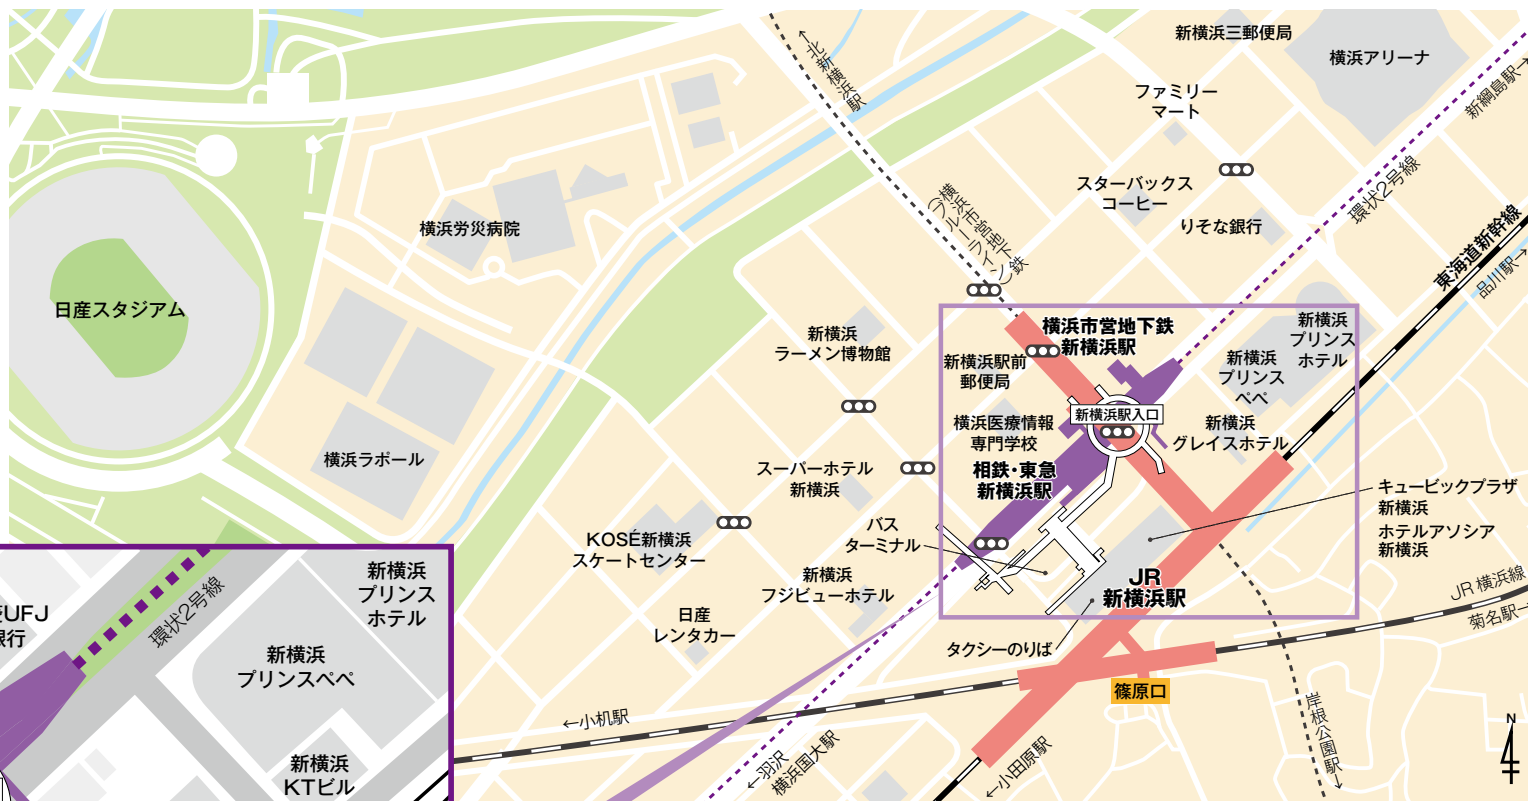 新横浜三郵便局
横浜アリーナ
↑北新横浜駅
ファミリー
マート
新綱島駅→
スターバックス
コーヒー
環状2号線
りそな銀行
横浜市営地下鉄
(ブルーライン)
横浜労災病院
東海道新幹線
品川駅→
日産スタジアム
新横浜
ラーメン博物館
横浜市営地下鉄
新横浜駅
新横浜駅前
郵便局
新横浜
プリンス
ホテル
新横浜
プリンス
ペペ
新横浜駅入口
横浜医療情報
専門学校
新横浜
グレイスホテル
横浜ラポール
スーパーホテル
新横浜
相鉄・東急
新横浜駅
キュービックプラザ
新横浜
ホテルアソシア
新横浜
バス
ターミナル
KOSÉ新横浜
スケートセンター
新横浜
フジビューホテル
JR
新横浜駅
JR横浜線
菊名駅→
日産
レンタカー
タクシーのりば
篠原口
←小机駅
←羽沢
横浜国大駅
←小田原駅
岸根公園駅→
N
UFJ
銀行
環状2号線
新横浜
プリンス
ホテル
新横浜
プリンスペペ
新横浜
KTビル